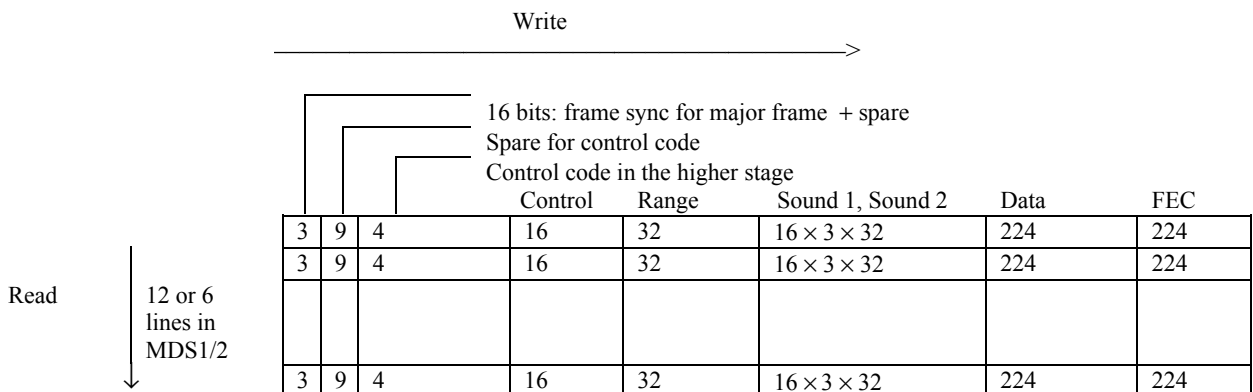 Write
16 bits: frame sync for major frame + spare
Spare for control code
Control code in the higher stage
Control Range Sound 1, Sound 2 Data FEC
3 9 4 16 32 16 × 3 × 32 224 224
3 9 4 16 32 16 × 3 × 32 224 224
Read
12 or 6
lines in
MDS1/2
3 9 4 16 32 16 × 3 × 32 224 224